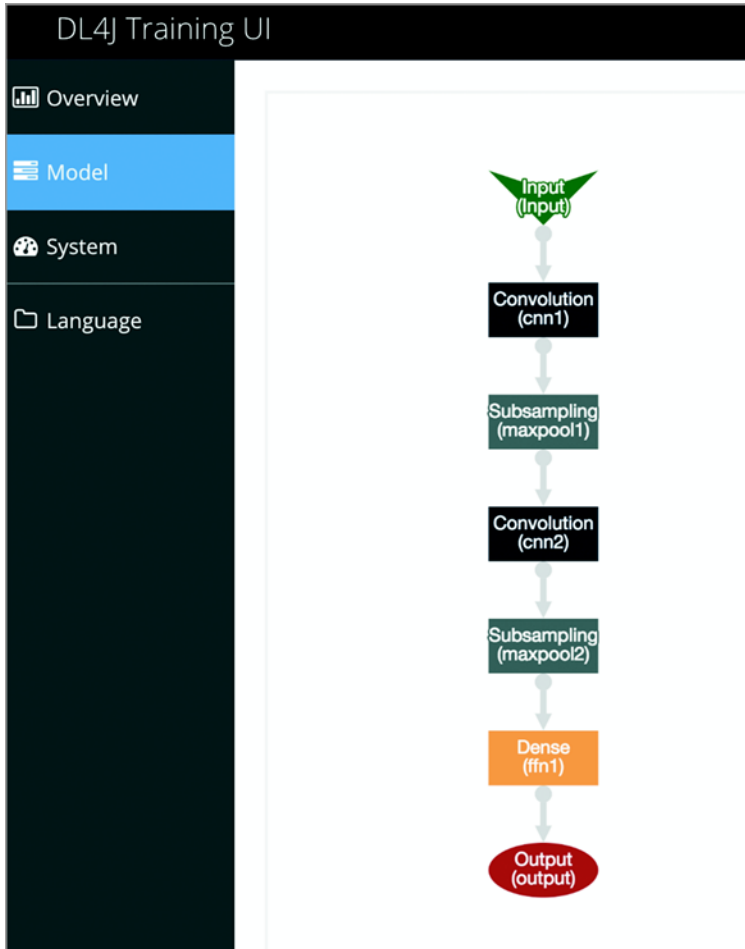 DL4J Training UI
Overview
Model
System
Language
Input
(Input)
Convolution
(cnn1)
Subsampling
(maxpool1)
Convolution
(cnn2)
Subsampling
(maxpool2)
Dense
(ffn1)
Output
(output)